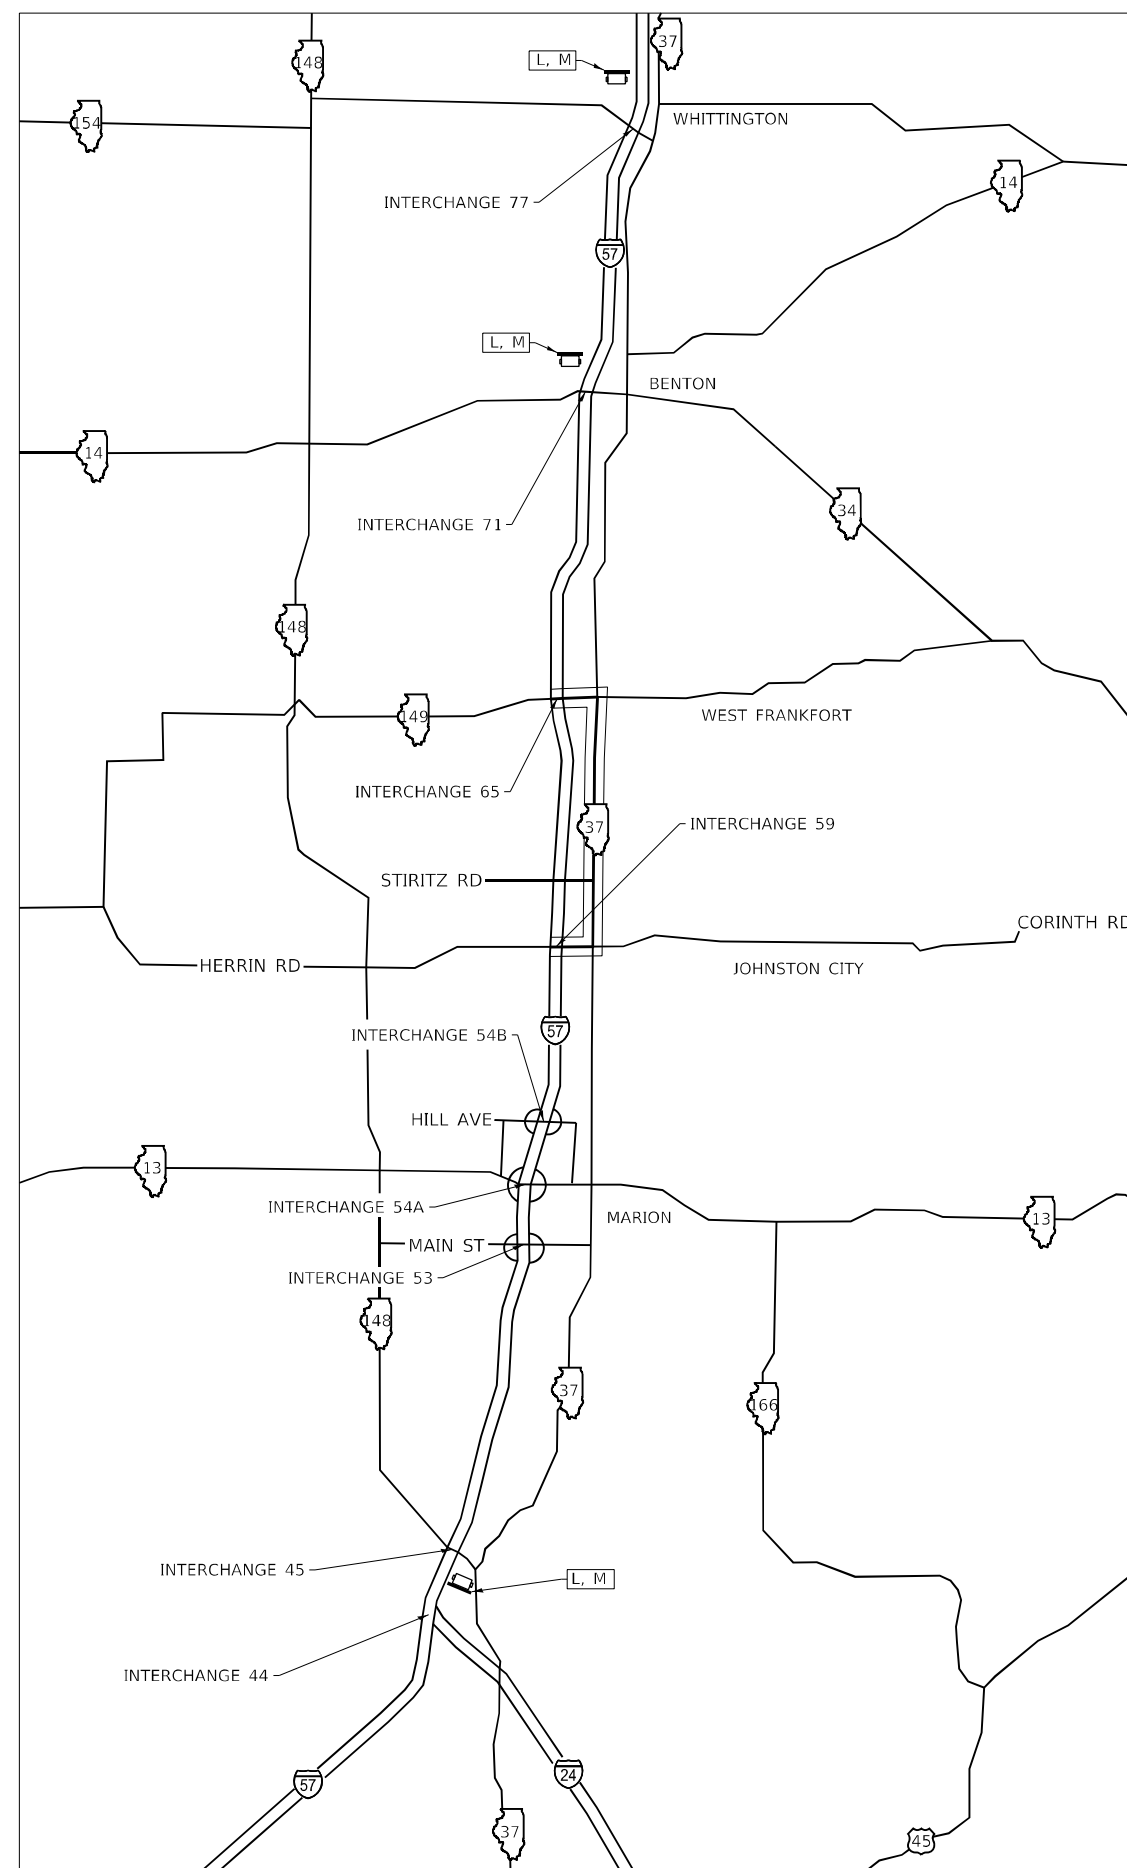 37
L, M
148
WHITTINGTON
154
14
INTERCHANGE 77
57
L, M
BENTON
14
34
INTERCHANGE 71
148
149
WEST FRANKFORT
INTERCHANGE 65
37
INTERCHANGE 59
STIRITZ RD
CORINTH RD
HERRIN RD
JOHNSTON CITY
57
INTERCHANGE 54B
HILL AVE
13
INTERCHANGE 54A
MARION
13
MAIN ST
INTERCHANGE 53
148
37
166
INTERCHANGE 45
L, M
INTERCHANGE 44
24
57
37
45